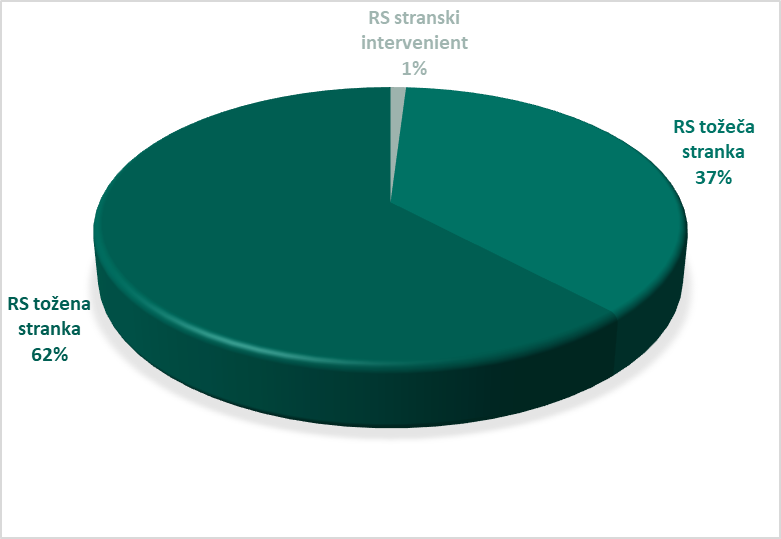 RS stranski
intervenient
1%
RS tožeča
stranka
37%
RS tožena
stranka
62%